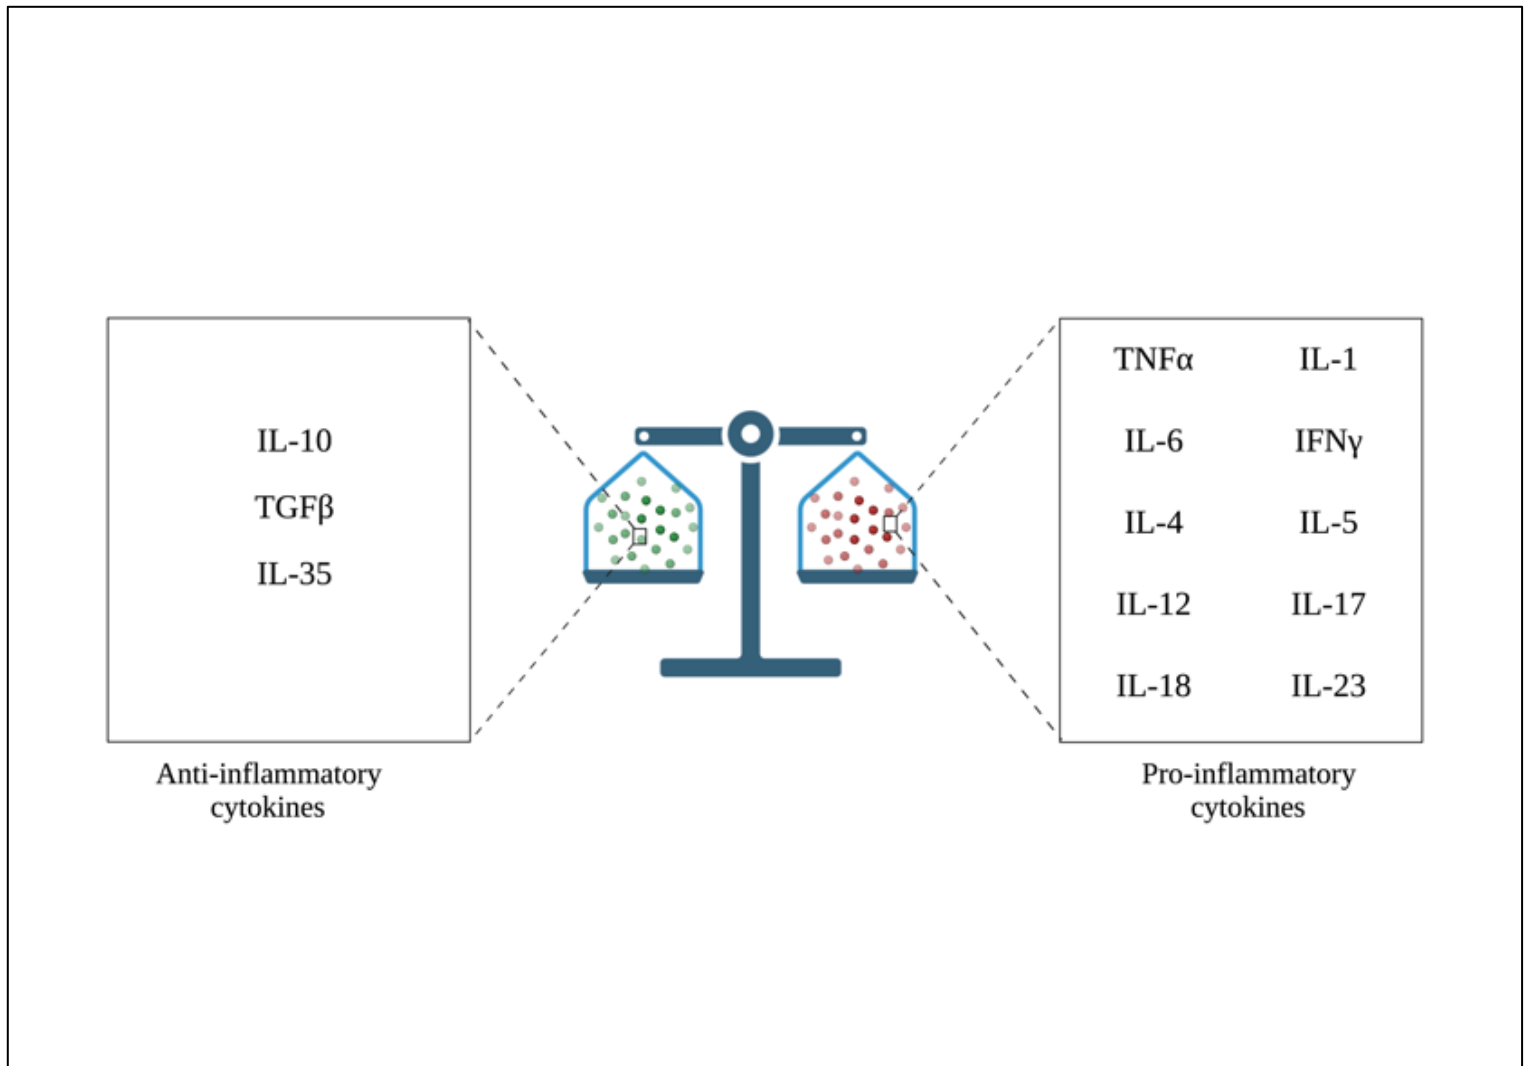 IL-10
TGFβ
IL-35
Anti-inflammatory
cytokines
TNFα IL-1
IL-6 IFNγ
IL-4 IL-5
IL-12 IL-17
IL-18 IL-23
Pro-inflammatory
cytokines